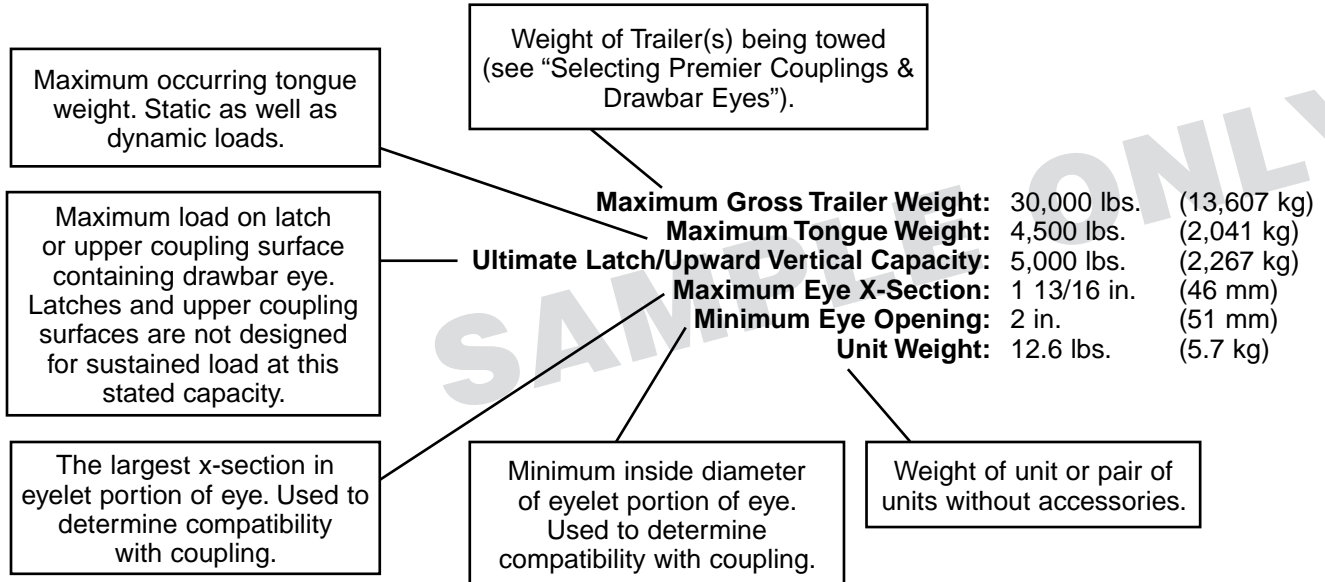 Weight of Trailer(s) being towed
(see “Selecting Premier Couplings &
Drawbar Eyes”).
Maximum occurring tongue
weight. Static as well as
dynamic loads.
Maximum load on latch
or upper coupling surface
containing drawbar eye.
Latches and upper coupling
surfaces are not designed
for sustained load at this
stated capacity.
SAMPLE ONLY
Maximum Gross Trailer Weight: 30,000 lbs. (13,607 kg)
Maximum Tongue Weight: 4,500 lbs. (2,041 kg)
Ultimate Latch/Upward Vertical Capacity: 5,000 lbs. (2,267 kg)
Maximum Eye X-Section: 1 13/16 in. (46 mm)
Minimum Eye Opening: 2 in. (51 mm)
Unit Weight: 12.6 lbs. (5.7 kg)
The largest x-section in
eyelet portion of eye. Used to
determine compatibility
with coupling.
Minimum inside diameter
of eyelet portion of eye.
Used to determine
compatibility with coupling.
Weight of unit or pair of
units without accessories.